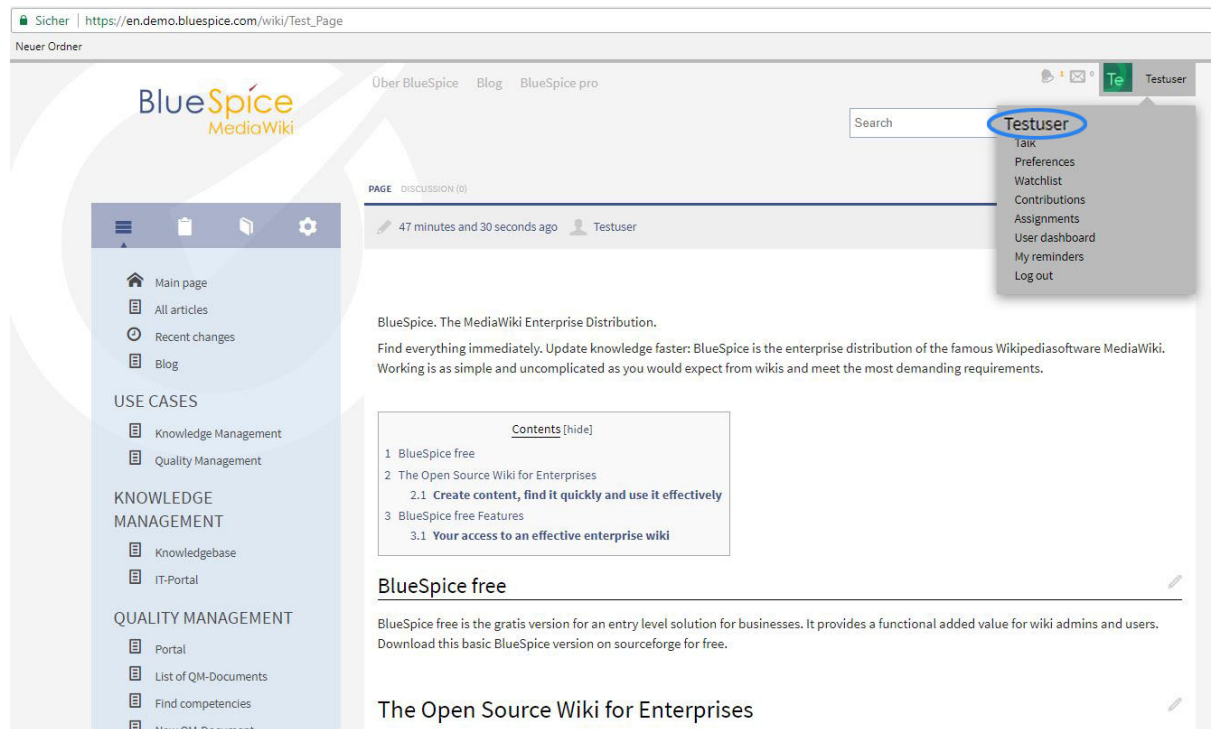 Sicher | https://en.demo.bluespice.com/wiki/Test_Page
Neuer Ordner
BlueSpice
MediaWiki
Über BlueSpice Blog BlueSpice pro
1 0 Te Testuser
Search
Testuser
Talk
Preferences
Watchlist
Contributions
Assignments
User dashboard
My reminders
Log out
PAGE DISCUSSION (0)
47 minutes and 30 seconds ago Testuser
Main page
All articles
Recent changes
Blog
USE CASES
Knowledge Management
Quality Management
KNOWLEDGE
MANAGEMENT
Knowledgebase
IT-Portal
QUALITY MANAGEMENT
Portal
List of QM-Documents
Find competencies
New QM-Document
BlueSpice. The MediaWiki Enterprise Distribution.
Find everything immediately. Update knowledge faster: BlueSpice is the enterprise distribution of the famous Wikipediasoftware MediaWiki.
Working is as simple and uncomplicated as you would expect from wikis and meet the most demanding requirements.
Contents [hide]
1 BlueSpice free
2 The Open Source Wiki for Enterprises
2.1 Create content, find it quickly and use it effectively
3 BlueSpice free Features
3.1 Your access to an effective enterprise wiki
BlueSpice free
BlueSpice free is the gratis version for an entry level solution for businesses. It provides a functional added value for wiki admins and users.
Download this basic BlueSpice version on sourceforge for free.
The Open Source Wiki for Enterprises